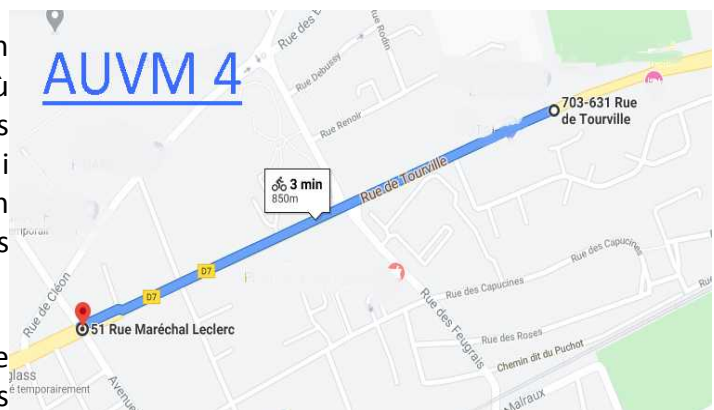 AUVM 4
Rue des
Rue Debussy
Rue Rodin
Rue Renoir
703-631 Rue
de Tourville
3 min
850m
Rue de Tourville
D7
D7
Rue de Cléon
51 Rue Maréchal Leclerc
Rue des Capucines
Rue des Capucines
Rue des Feugrais
Rue des Roses
Chemin dit du Puchot
Malraux
Avenue
glass
é temporairement